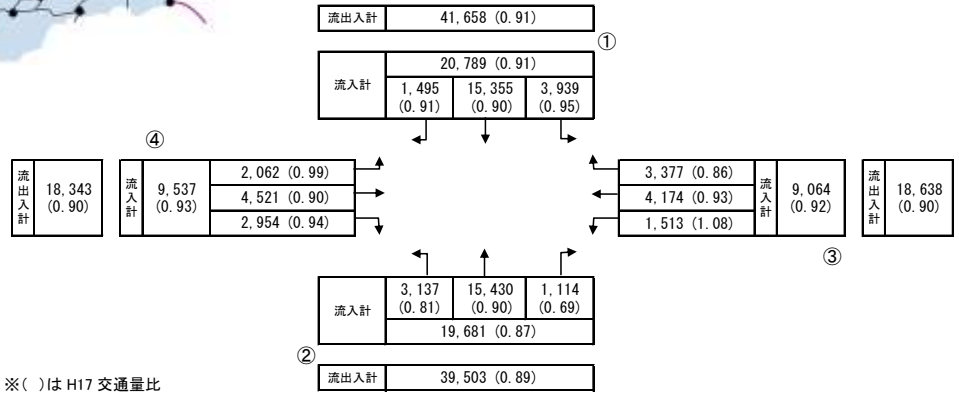 流出入計 41,658 (0.91)
①
流入計 20,789 (0.91)
1,495 15,355 3,939
(0.91) (0.90) (0.95)
④
流出入計 18,343 (0.90)
流入計 9,537 (0.93)
2,062 (0.99)
4,521 (0.90)
2,954 (0.94)
3,377 (0.86)
4,174 (0.93)
1,513 (1.08)
流入計 9,064 (0.92)
流出入計 18,638 (0.90)
③
流入計
3,137 15,430 1,114
(0.81) (0.90) (0.69)
19,681 (0.87)
②
流出入計 39,503 (0.89)
※( )は H17 交通量比